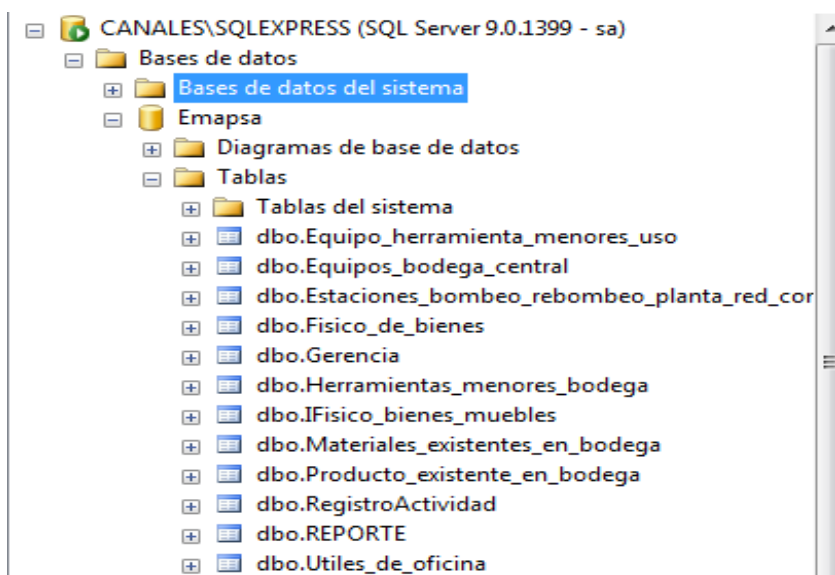 CANALES\SQLEXPRESS (SQL Server 9.0.1399 - sa)
Bases de datos
Bases de datos del sistema
Emapsa
Diagramas de base de datos
Tablas
Tablas del sistema
dbo.Equipo_herramienta_menores_uso
dbo.Equipos_bodega_central
dbo.Estaciones_bombeo_rebombeo_planta_red_cor
dbo.Fisico_de_bienes
dbo.Gerencia
dbo.Herramientas_menores_bodega
dbo.IFisico_bienes_muebles
dbo.Materiales_existentes_en_bodega
dbo.Producto_existente_en_bodega
dbo.RegistroActividad
dbo.REPORTE
dbo.Utiles_de_oficina